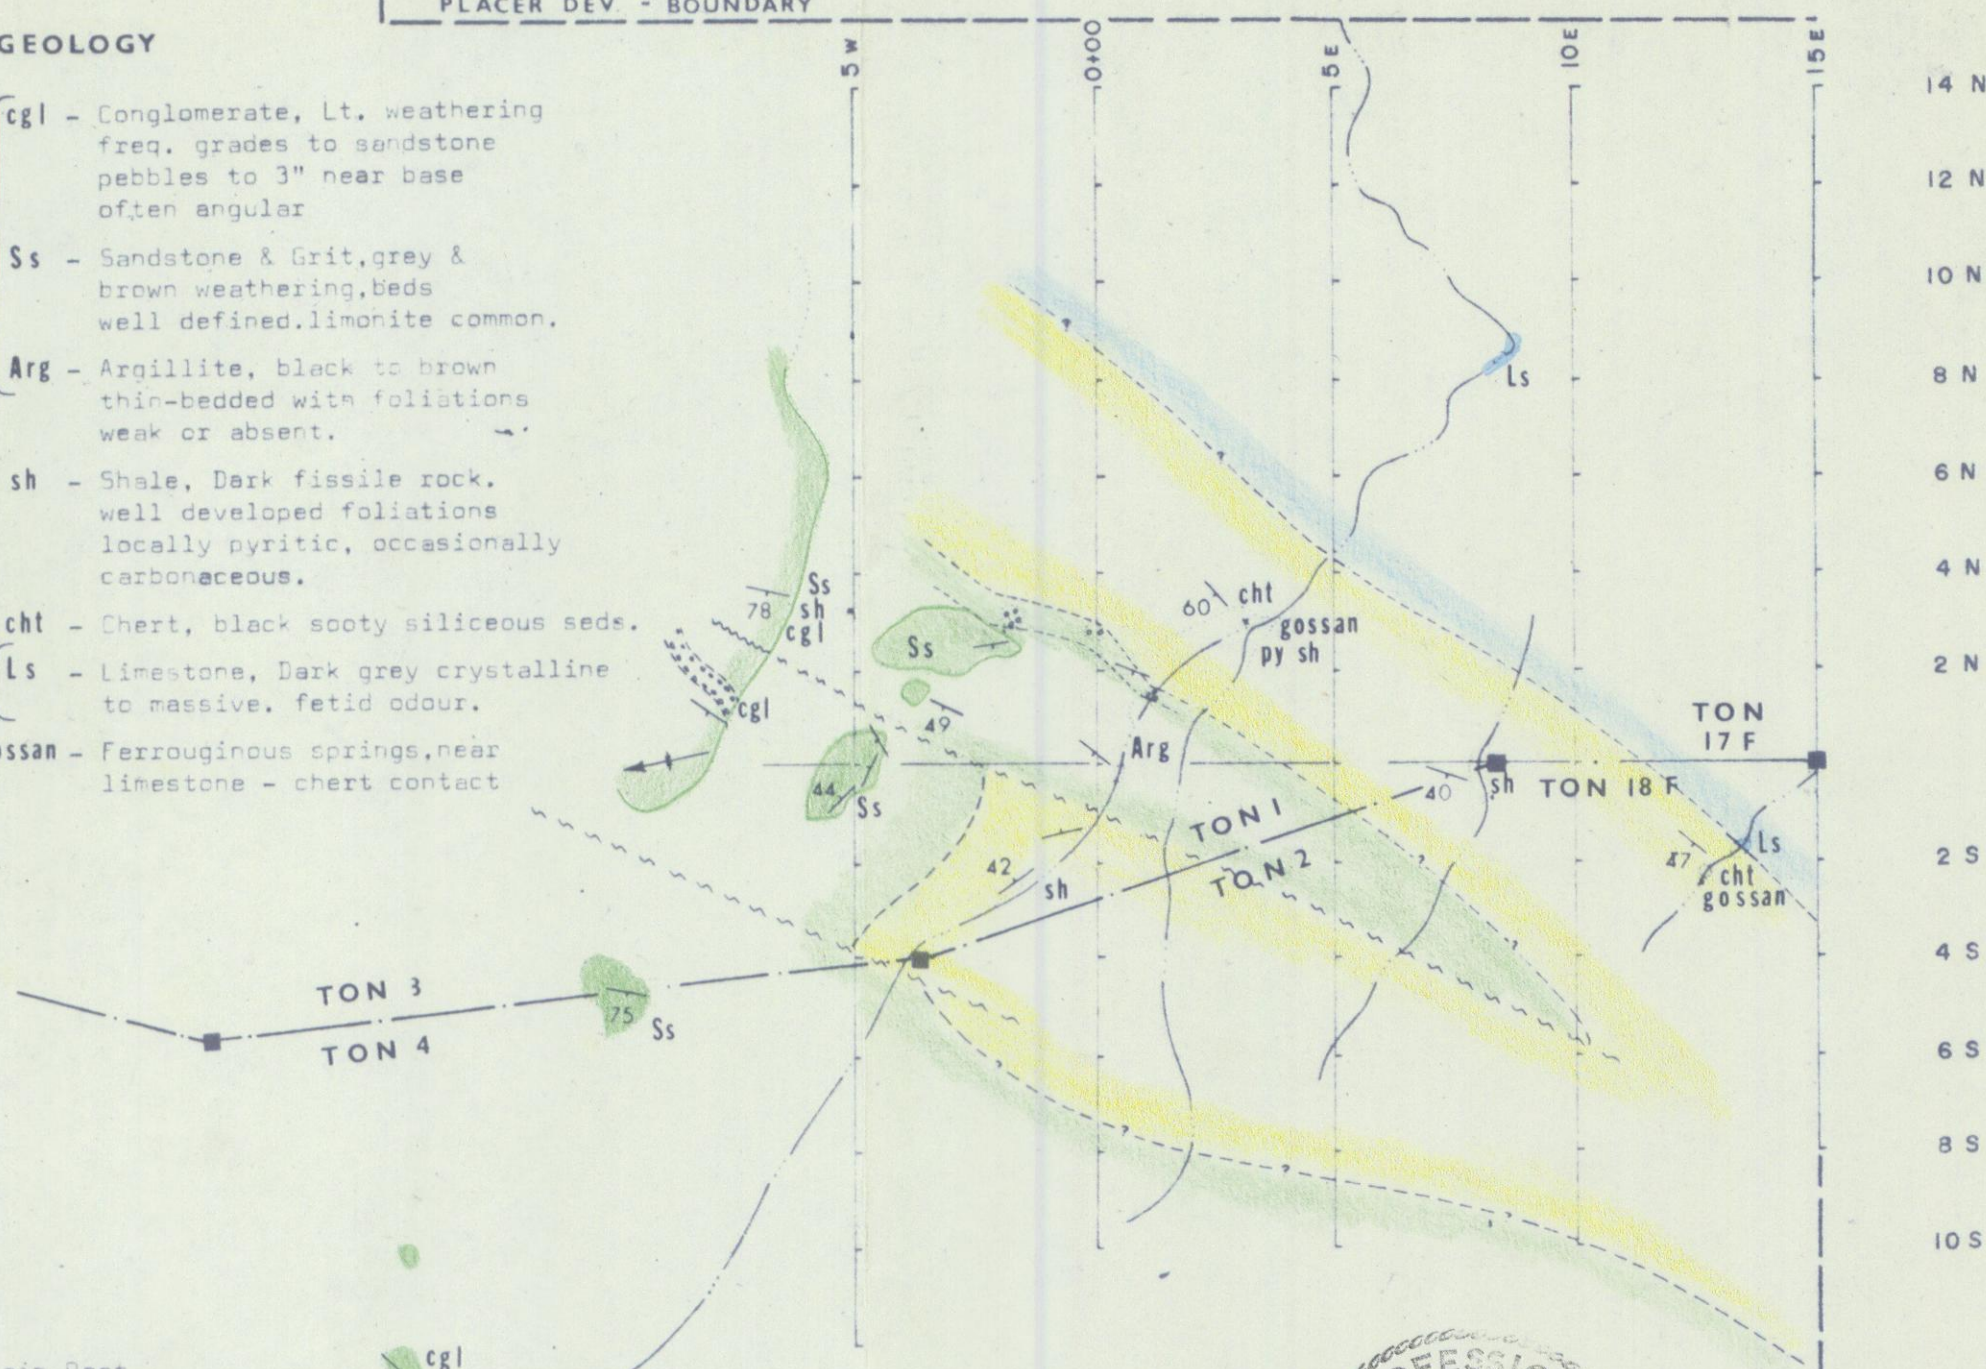 PLACER DEV. - BOUNDARY
GEOLOGY
cgl - Conglomerate, Lt. weathering
freq. grades to sandstone
pebbles to 3" near base
often angular
Ss - Sandstone & Grit,grey &
brown weathering,beds
well defined.limonite common.
Arg - Argillite, black to brown
thin-bedded with foliations
weak or absent.
sh - Shale, Dark fissile rock.
well developed foliations
locally pyritic, occasionally
carbonaceous.
cht - Chert, black sooty siliceous seds.
Ls - Limestone, Dark grey crystalline
to massive. fetid odour.
ossan - Ferrouginous springs,near
limestone - chert contact
5 W
0+00
5E
10E
15E
14 N
12 N
10 N
8 N
6 N
4 N
2 N
2 S
4 S
6 S
8 S
10 S
Ls
78
Ss
sh
cgl
Ss
60
cht
gossan
py sh
cgl
49
Arg
44
Ss
TON
17 F
40
sh
TON 18 F
TON 1
TON 2
42
sh
47
Ls
cht
gossan
TON 3
TON 4
75
Ss
cgl